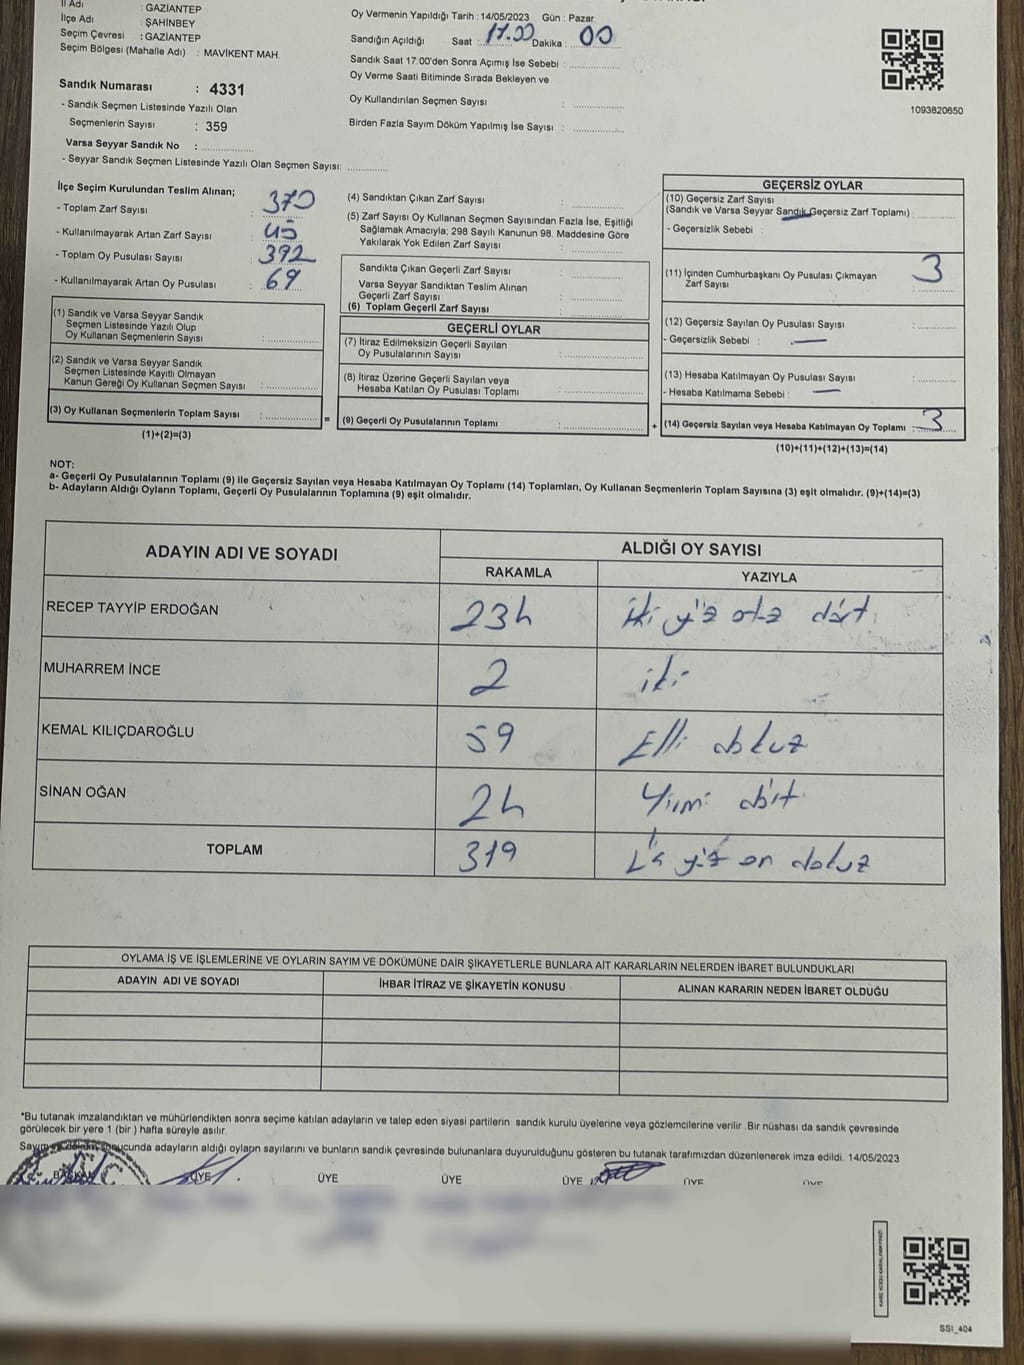 İl Adı : GAZİANTEP
İlçe Adı : ŞAHİNBEY
Seçim Çevresi : GAZİANTEP
Seçim Bölgesi (Mahalle Adı) : MAVİKENT MAH.
Oy Vermenin Yapıldığı Tarih : 14/05/2023 Gün : Pazar
Sandığın Açıldığı Saat : 17.00 Dakika : 00
Sandık Saat 17:00'den Sonra Açımış İse Sebebi :
Oy Verme Saati Bitiminde Sırada Bekleyen ve
Oy Kullandırılan Seçmen Sayısı :
Birden Fazla Sayım Döküm Yapılmış İse Sayısı :
1093820650
Sandık Numarası : 4331
- Sandık Seçmen Listesinde Yazılı Olan
Seçmenlerin Sayısı : 359
Varsa Seyyar Sandık No :
- Seyyar Sandık Seçmen Listesinde Yazılı Olan Seçmen Sayısı:
İlçe Seçim Kurulundan Teslim Alınan;
- Toplam Zarf Sayısı : 370
- Kullanılmayarak Artan Zarf Sayısı : 45
- Toplam Oy Pusulası Sayısı : 392
- Kullanılmayarak Artan Oy Pusulası : 69
(1) Sandık ve Varsa Seyyar Sandık
Seçmen Listesinde Yazılı Olup
Oy Kullanan Seçmenlerin Sayısı :
(2) Sandık ve Varsa Seyyar Sandık
Seçmen Listesinde Kayıtlı Olmayan
Kanun Gereği Oy Kullanan Seçmen Sayısı :
(3) Oy Kullanan Seçmenlerin Toplam Sayısı : =
(1)+(2)=(3)
(4) Sandıktan Çıkan Zarf Sayısı :
(5) Zarf Sayısı Oy Kullanan Seçmen Sayısından Fazla İse, Eşitliği
Sağlamak Amacıyla; 298 Sayılı Kanunun 98. Maddesine Göre
Yakılarak Yok Edilen Zarf Sayısı :
Sandıkta Çıkan Geçerli Zarf Sayısı :
Varsa Seyyar Sandıktan Teslim Alınan
Geçerli Zarf Sayısı :
(6) Toplam Geçerli Zarf Sayısı :
GEÇERLİ OYLAR
(7) İtiraz Edilmeksizin Geçerli Sayılan
Oy Pusulalarının Sayısı :
(8) İtiraz Üzerine Geçerli Sayılan veya
Hesaba Katılan Oy Pusulası Toplamı :
(9) Geçerli Oy Pusulalarının Toplamı : +
GEÇERSİZ OYLAR
(10) Geçersiz Zarf Sayısı
(Sandık ve Varsa Seyyar Sandık Geçersiz Zarf Toplamı) :
- Geçersizlik Sebebi :
(11) İçinden Cumhurbaşkanı Oy Pusulası Çıkmayan
Zarf Sayısı : 3
(12) Geçersiz Sayılan Oy Pusulası Sayısı :
- Geçersizlik Sebebi : —
(13) Hesaba Katılmayan Oy Pusulası Sayısı :
- Hesaba Katılmama Sebebi : —
(14) Geçersiz Sayılan veya Hesaba Katılmayan Oy Toplamı : 3
(10)+(11)+(12)+(13)=(14)
NOT:
a- Geçerli Oy Pusulalarının Toplamı (9) ile Geçersiz Sayılan veya Hesaba Katılmayan Oy Toplamı (14) Toplamları, Oy Kullanan Seçmenlerin Toplam Sayısına (3) eşit olmalıdır. (9)+(14)=(3)
b- Adayların Aldığı Oyların Toplamı, Geçerli Oy Pusulalarının Toplamına (9) eşit olmalıdır.
ADAYIN ADI VE SOYADI
ALDIĞI OY SAYISI
RAKAMLA YAZIYLA
RECEP TAYYİP ERDOĞAN 234 iki yüz otuz dört
MUHARREM İNCE 2 iki
KEMAL KILIÇDAROĞLU 59 Elli dokuz
SİNAN OĞAN 24 Yirmi dört
TOPLAM 319 üç yüz on dokuz
OYLAMA İŞ VE İŞLEMLERİNE VE OYLARIN SAYIM VE DÖKÜMÜNE DAİR ŞİKAYETLERLE BUNLARA AİT KARARLARIN NELERDEN İBARET BULUNDUKLARI
ADAYIN ADI VE SOYADI İHBAR İTİRAZ VE ŞİKAYETİN KONUSU ALINAN KARARIN NEDEN İBARET OLDUĞU
*Bu tutanak imzalandıktan ve mühürlendikten sonra seçime katılan adayların ve talep eden siyasi partilerin sandık kurulu üyelerine veya gözlemcilerine verilir .Bir nüshası da sandık çevresinde
görülecek bir yere 1 (bir ) hafta süreyle asılır.
Sayım ve döküm sonucunda adayların aldığı oyların sayılarını ve bunların sandık çevresinde bulunanlara duyurulduğunu gösteren bu tutanak tarafımızdan düzenlenerek imza edildi. 14/05/2023
BAŞKAN ÜYE ÜYE ÜYE ÜYE ÜYE ÜYE
SSI_404